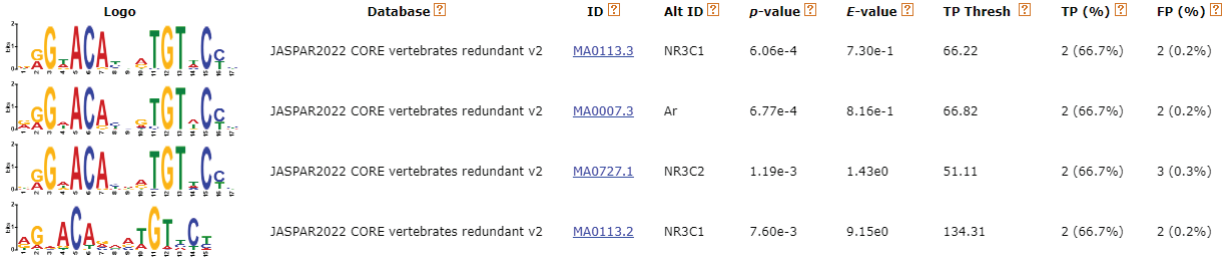 Logo Database ? ID ? Alt ID ? p-value ? E-value ? TP Thresh ? TP (%) ? FP (%) ?
JASPAR2022 CORE vertebrates redundant v2 MA0113.3 NR3C1 6.06e-4 7.30e-1 66.22 2 (66.7%) 2 (0.2%)
JASPAR2022 CORE vertebrates redundant v2 MA0007.3 Ar 6.77e-4 8.16e-1 66.82 2 (66.7%) 2 (0.2%)
JASPAR2022 CORE vertebrates redundant v2 MA0727.1 NR3C2 1.19e-3 1.43e0 51.11 2 (66.7%) 3 (0.3%)
JASPAR2022 CORE vertebrates redundant v2 MA0113.2 NR3C1 7.60e-3 9.15e0 134.31 2 (66.7%) 2 (0.2%)